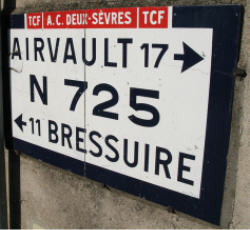 TCF A.C. DEUX-SÈVRES TCF
AIRVAULT 17 →
N 725
← 11 BRESSUIRE